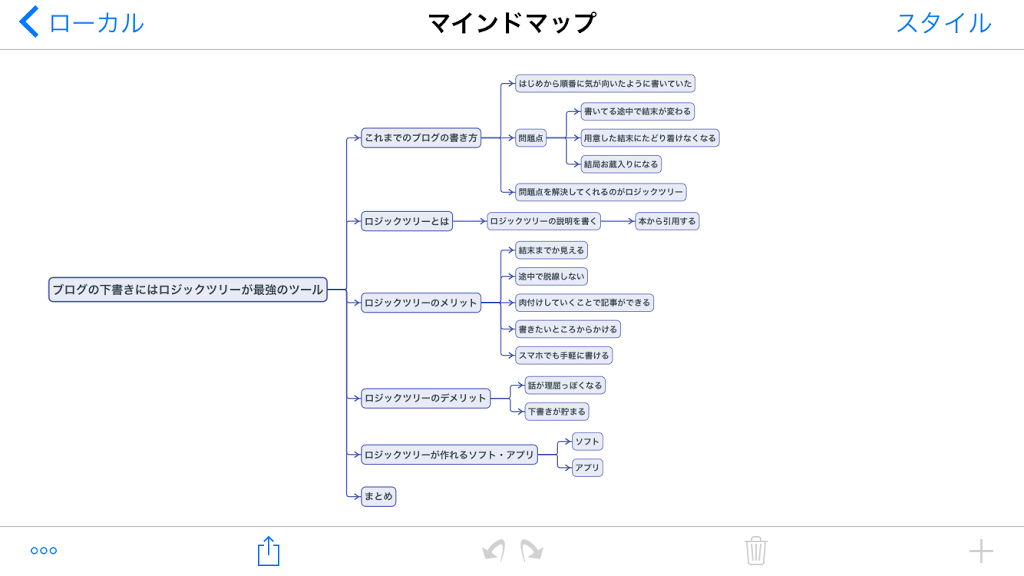 ローカル
マインドマップ
スタイル
ブログの下書きにはロジックツリーが最強のツール
これまでのブログの書き方
はじめから順番に気が向いたように書いていた
問題点
書いてる途中で結末が変わる
用意した結末にたどり着けなくなる
結局お蔵入りになる
問題点を解決してくれるのがロジックツリー
ロジックツリーとは
ロジックツリーの説明を書く
本から引用する
ロジックツリーのメリット
結末までか見える
途中で脱線しない
肉付けしていくことで記事ができる
書きたいところからかける
スマホでも手軽に書ける
ロジックツリーのデメリット
話が理屈っぽくなる
下書きが貯まる
ロジックツリーが作れるソフト・アプリ
ソフト
アプリ
まとめ